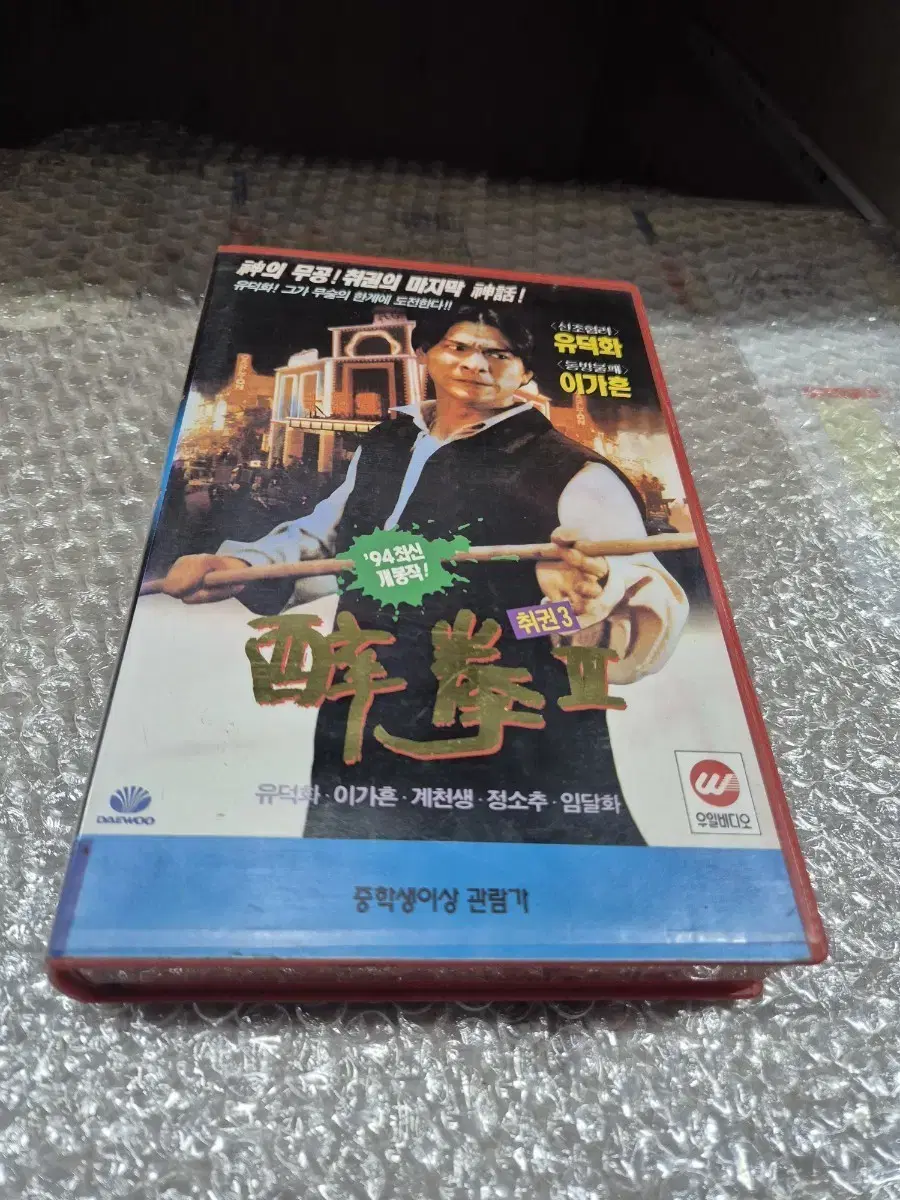 神의 무공! 취권의 마지막 神話!
유덕화! 그가 무술의 한계에 도전한다!!
<신조협려>
유덕화
<동방불패>
이가흔
'94 최신
개봉작!
취권 3
醉拳 III
유덕화·이가흔·계천생·정소추·임달화
DAEWOO
우일비디오
중학생이상 관람가